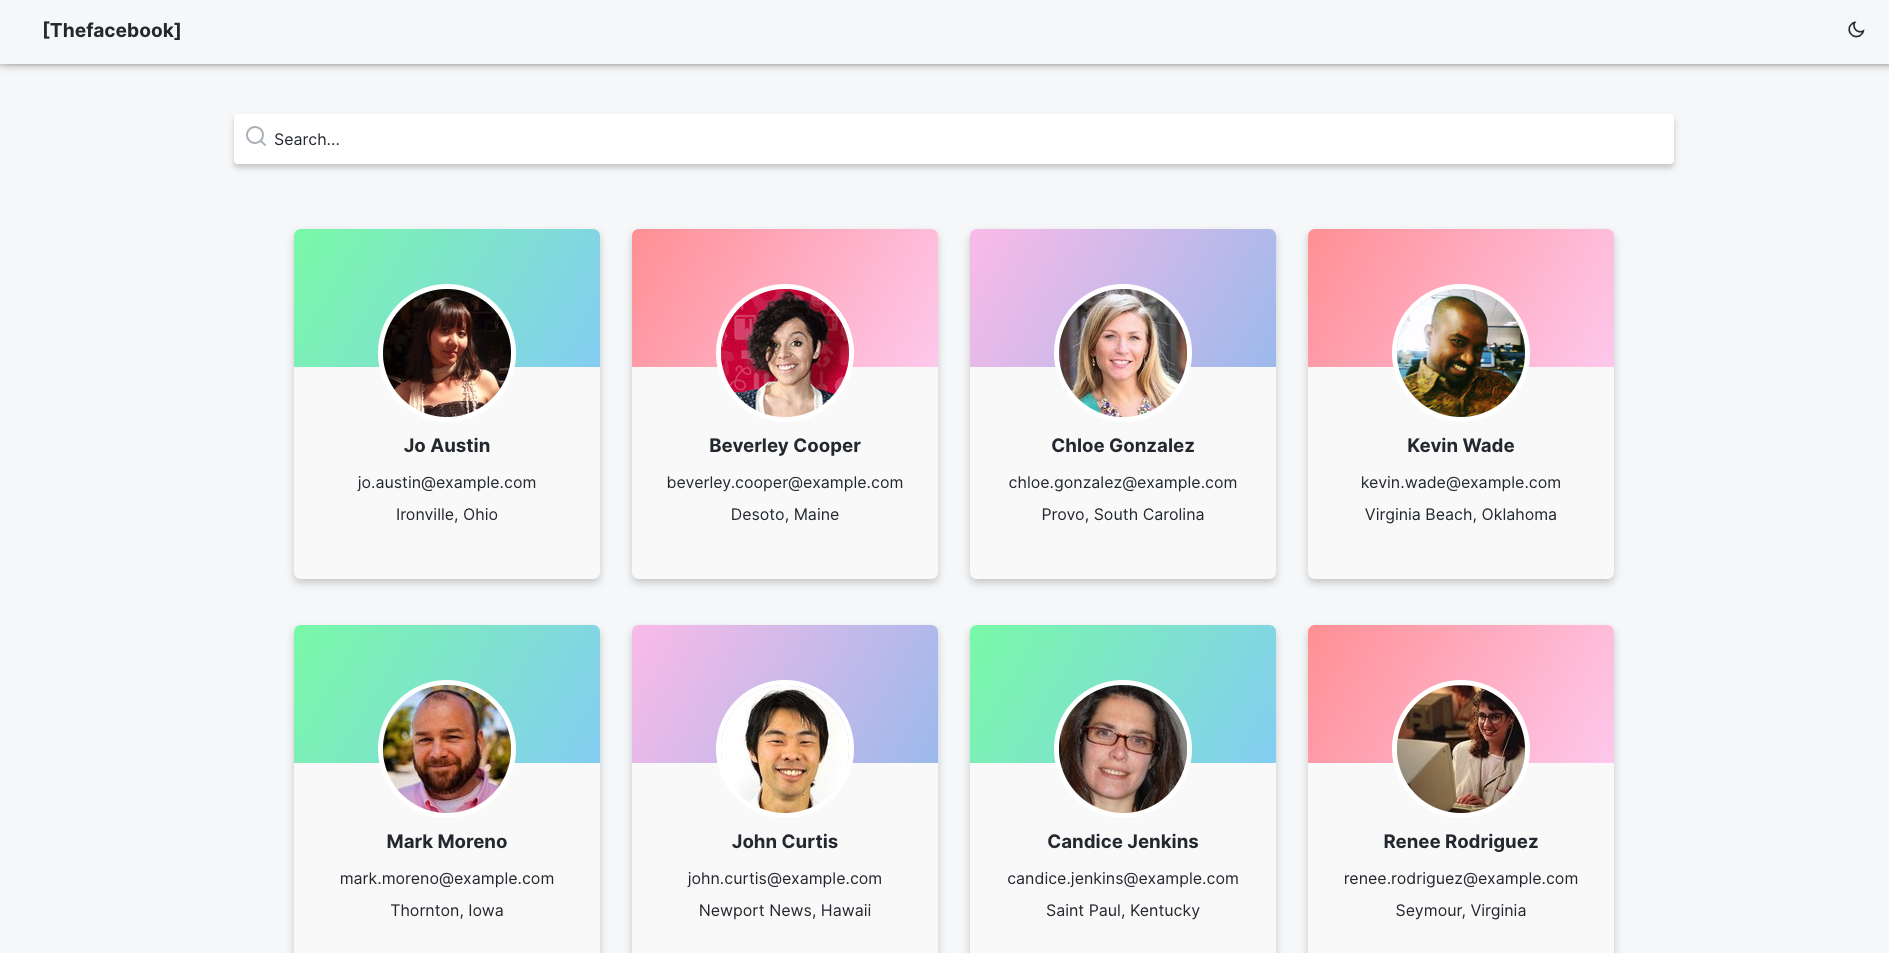 [Thefacebook]
Search...
Jo Austin
jo.austin@example.com
Ironville, Ohio
Beverley Cooper
beverley.cooper@example.com
Desoto, Maine
Chloe Gonzalez
chloe.gonzalez@example.com
Provo, South Carolina
Kevin Wade
kevin.wade@example.com
Virginia Beach, Oklahoma
Mark Moreno
mark.moreno@example.com
Thornton, Iowa
John Curtis
john.curtis@example.com
Newport News, Hawaii
Candice Jenkins
candice.jenkins@example.com
Saint Paul, Kentucky
Renee Rodriguez
renee.rodriguez@example.com
Seymour, Virginia